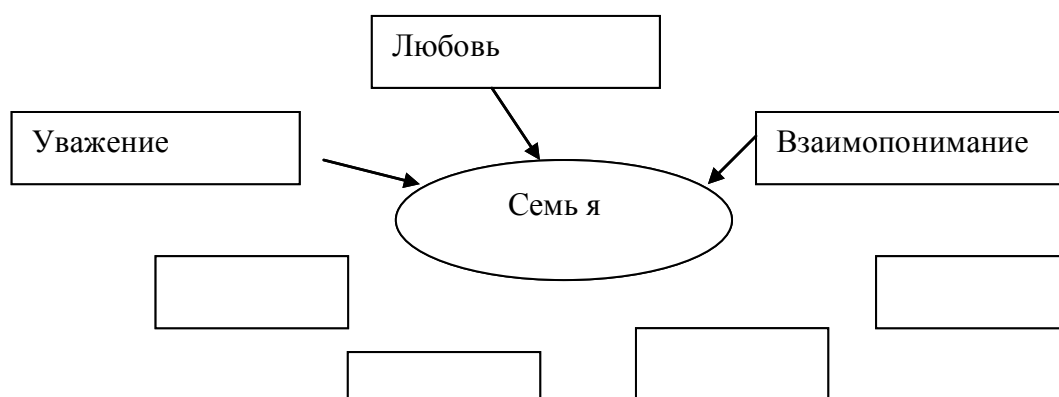 Любовь
Уважение
Взаимопонимание
Семь я